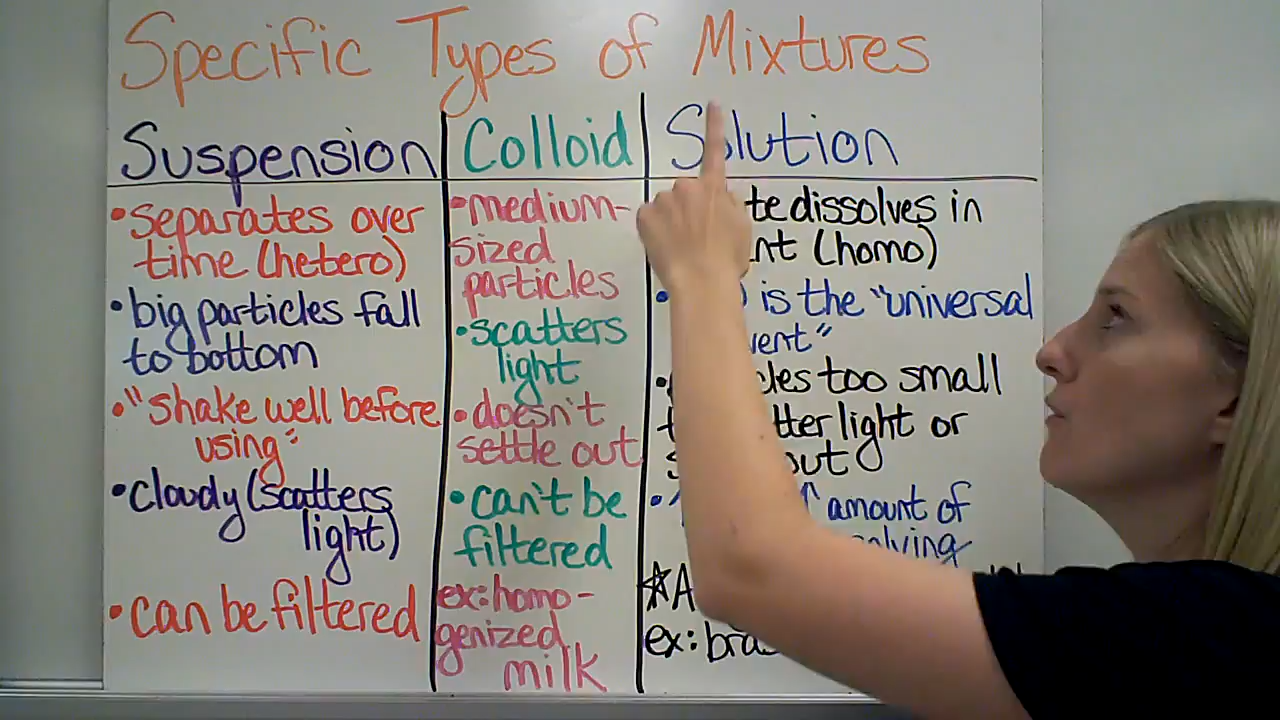 Specific Types of Mixtures
Suspension
• separates over
time (hetero)
• big particles fall
to bottom
• "shake well before
using"
• cloudy (scatters
light)
• can be filtered
Colloid
• medium-
sized
particles
• scatters
light
• doesn't
settle out
• can't be
filtered
ex: homo-
genized
milk
Solution
dissolves in
(homo)
• is the "universal
• too small
light or
out
• amount of
ex: